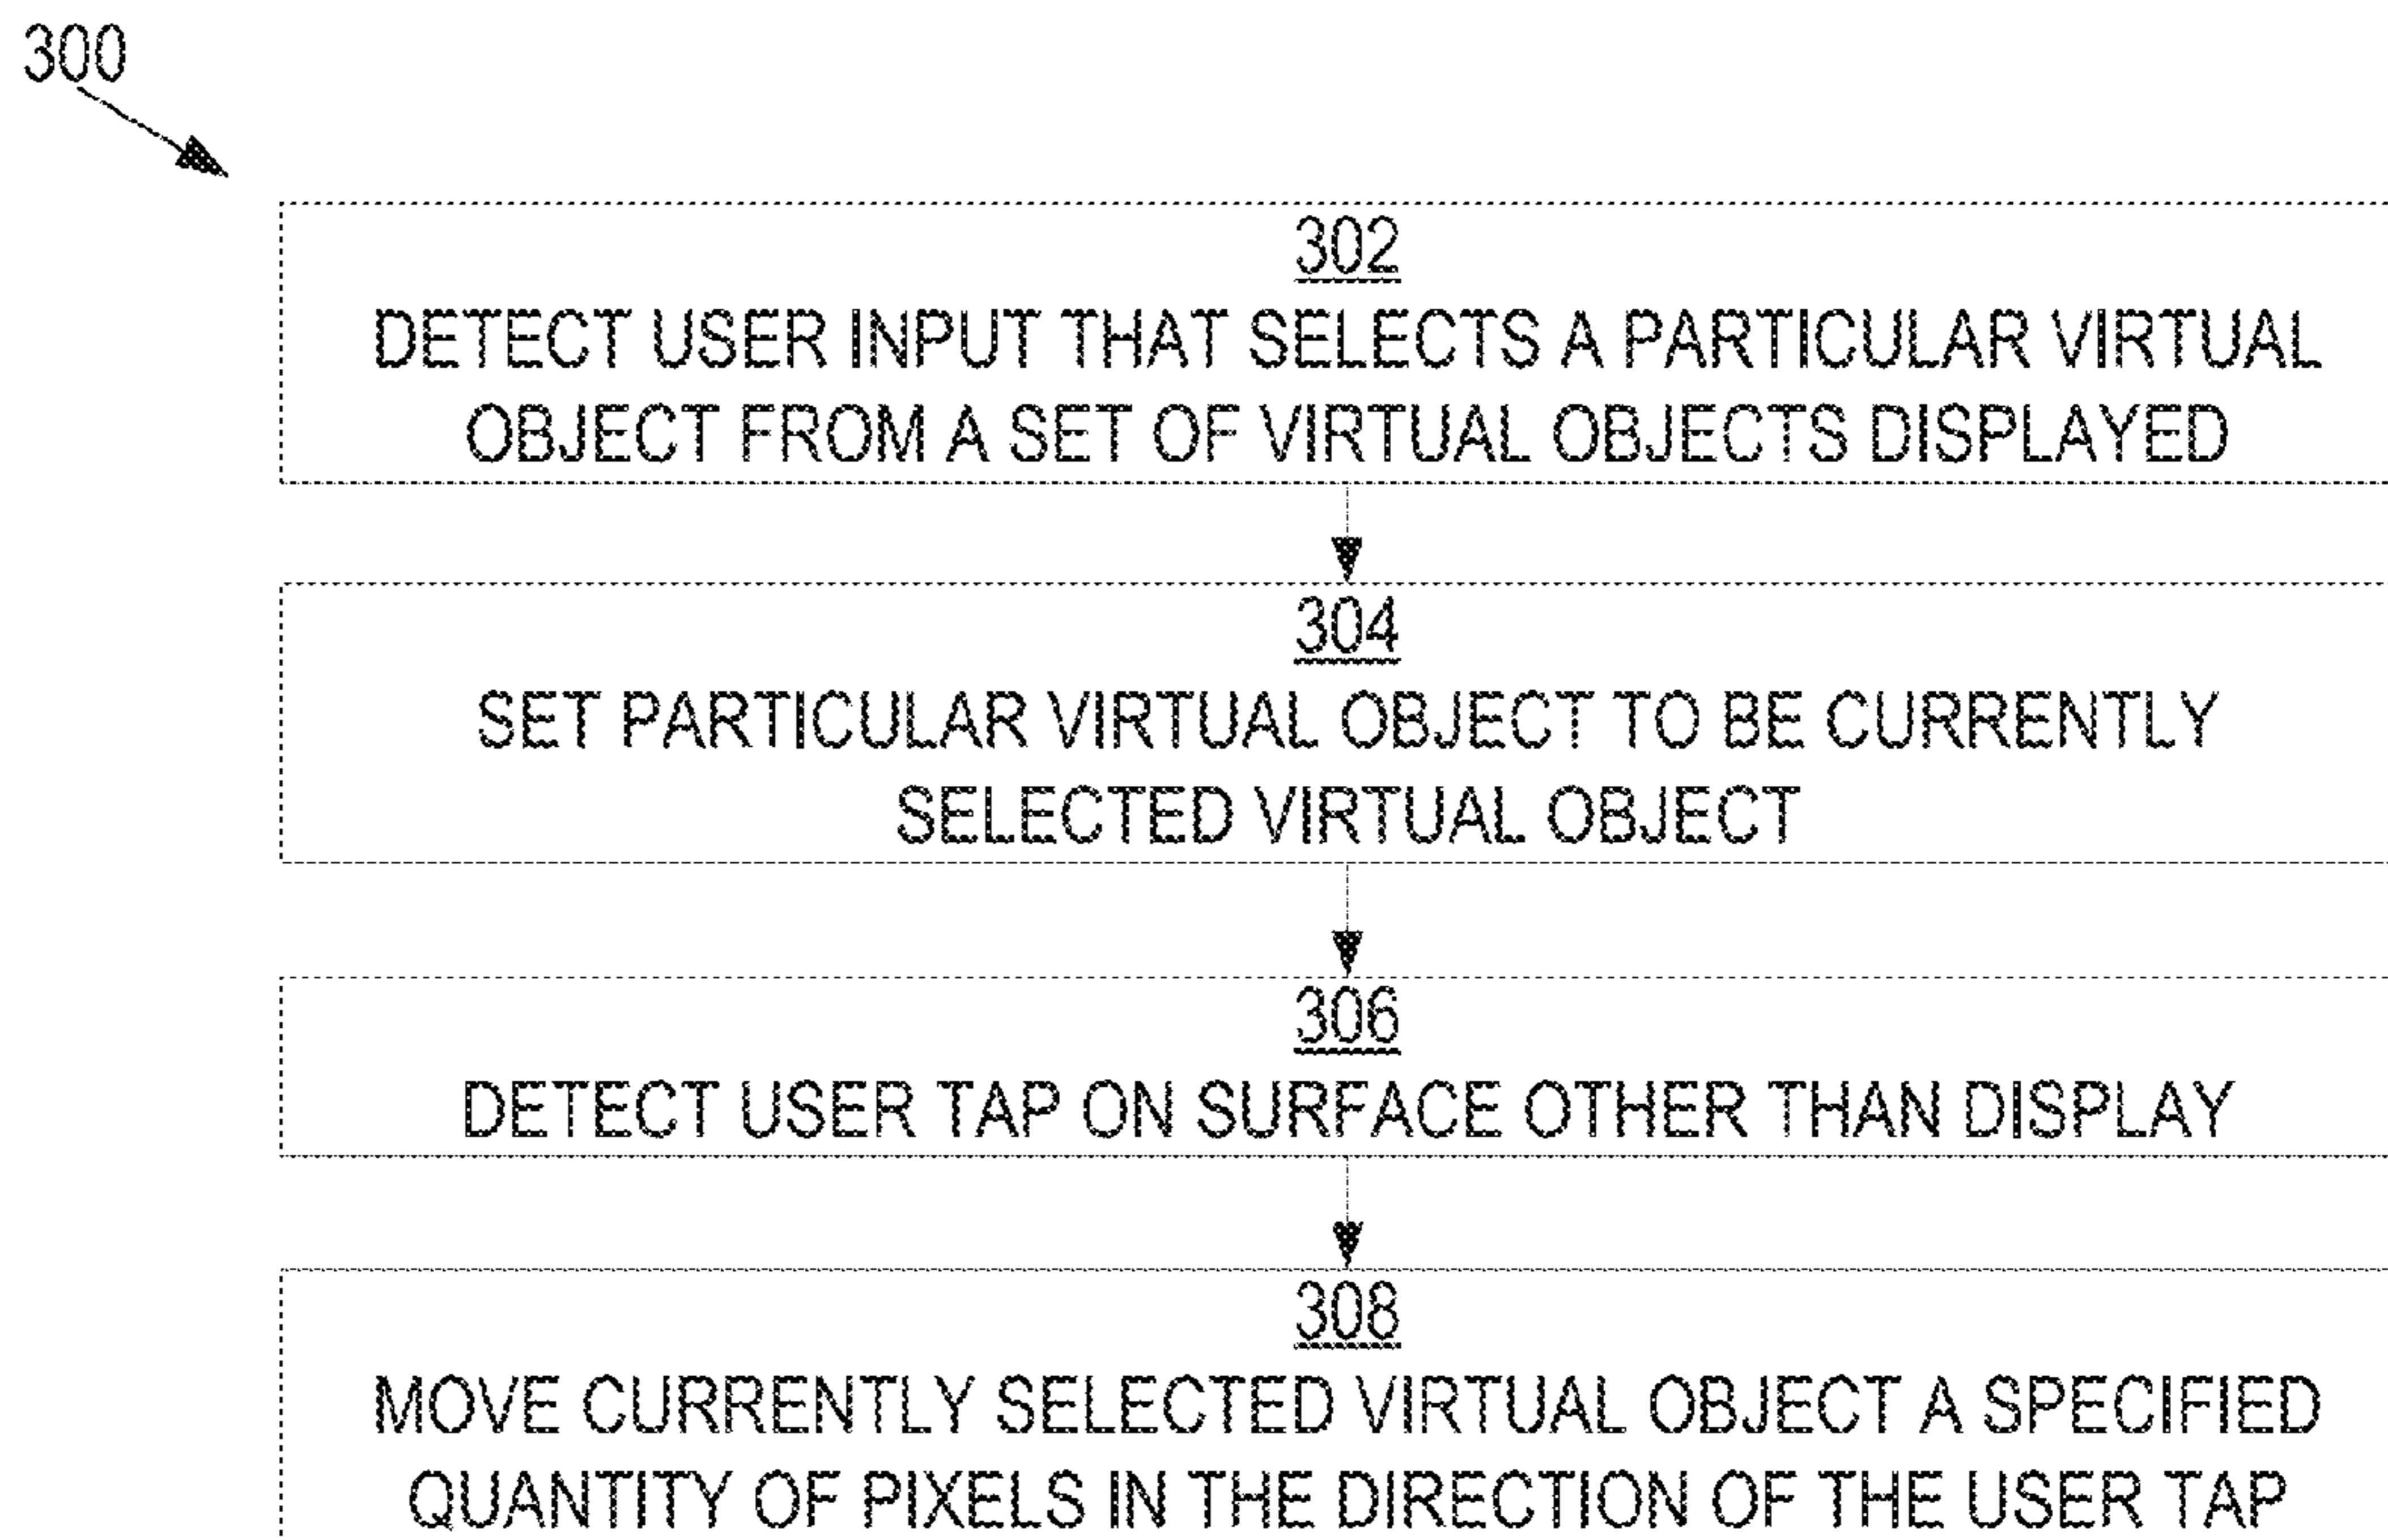 300
302
DETECT USER INPUT THAT SELECTS A PARTICULAR VIRTUAL
OBJECT FROM A SET OF VIRTUAL OBJECTS DISPLAYED
304
SET PARTICULAR VIRTUAL OBJECT TO BE CURRENTLY
SELECTED VIRTUAL OBJECT
306
DETECT USER TAP ON SURFACE OTHER THAN DISPLAY
308
MOVE CURRENTLY SELECTED VIRTUAL OBJECT A SPECIFIED
QUANTITY OF PIXELS IN THE DIRECTION OF THE USER TAP